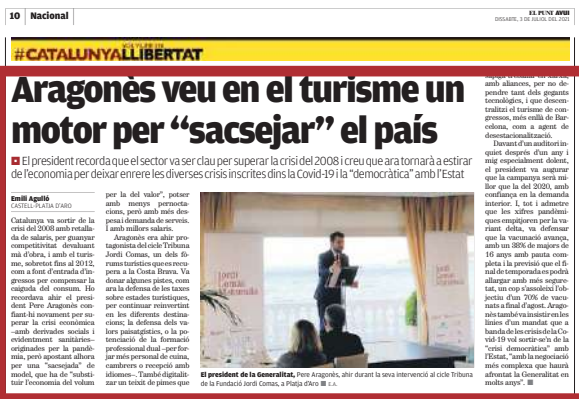 10 Nacional
EL PUNT AVUI
DISSABTE, 3 DE JULIOL DEL 2021
#CATALUNYALLIBERTAT
Aragonès veu en el turisme un
motor per “sacsejar” el país
El president recorda que el sector va ser clau per superar la crisi del 2008 i creu que ara tornarà a estirar
de l’economia per deixar enrere les diverses crisis inscrites dins la Covid-19 i la “democràtica” amb l’Estat
Emili Agulló
CASTELL-PLATJA D’ARO
Catalunya va sortir de la
crisi del 2008 amb retalla-
da de salaris, per guanyar
competitivitat devaluant
mà d’obra, i amb el turis-
me, sobretot fins al 2012,
com a font d’entrada d’in-
gressos per compensar la
caiguda del consum. Ho
recordava ahir el presi-
dent Pere Aragonès con-
fiant-hi novament per su-
perar la crisi econòmica
–amb derivades socials i
evidentment sanitàries–
originades per la pandè-
mia, però apostant alhora
per una “sacsejada” de
model, que ha de “substi-
tuir l’economia del volum
per la del valor”, potser
amb menys pernocta-
cions, però amb més des-
pesa i demanda de serveis.
I amb millors salaris.
Aragonès era ahir pro-
tagonista del cicle Tribuna
Jordi Comas, un dels fò-
rums turístics que es recu-
pera a la Costa Brava. Va
donar algunes pistes, com
ara la defensa de les taxes
sobre estades turístiques,
per continuar reinvertint
en les diferents destina-
cions; la defensa dels va-
lors paisatgístics, o la po-
tenciació de la formació
professional dual –per for-
jar més personal de cuina,
cambrers o recepció amb
idiomes–. També digitalit-
zar un teixit de pimes que
El president de la Generalitat, Pere Aragonès, ahir durant la seva intervenció al cicle Tribuna
de la Fundació Jordi Comas, a Platja d’Aro ■ E.A.
amb aliances, per no de-
pendre tant dels gegants
tecnològics, i que descen-
tralitzi el turisme de con-
gressos, més enllà de Bar-
celona, com a agent de
desestacionalització.
Davant d’un auditori in-
quiet després d’un any i
mig especialment dolent,
el president va augurar
que la campanya serà mi-
llor que la del 2020, amb
confiança en la demanda
interior. I, tot i admetre
que les xifres pandèmi-
ques empitjoren per la va-
riant delta, va defensar
que la vacunació avança,
amb un 38% de majors de
16 anys amb pauta com-
pleta i la previsió que el fi-
nal de temporada es podrà
allargar amb més segure-
tat, un cop s’assoleixi l’ob-
jectiu d’un 70% de vacu-
nats a final d’agost. Arago-
nès també va insistir en les
línies d’un mandat que a
banda de les crisis de la Co-
vid-19 vol sortir-se’n de la
“crisi democràtica” amb
l’Estat, “amb la negociació
més complexa que haurà
afrontat la Generalitat en
molts anys”. ■